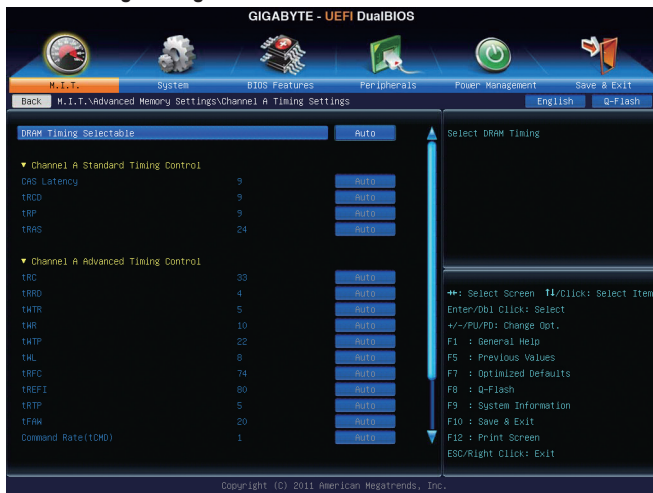 GIGABYTE - UEFI DualBIOS
M.I.T. System BIOS Features Peripherals Power Management Save & Exit
Back M.I.T.\Advanced Memory Settings\Channel A Timing Settings English Q-Flash
DRAM Timing Selectable Auto
Select DRAM Timing
▼ Channel A Standard Timing Control
CAS Latency 9 Auto
tRCD 9 Auto
tRP 9 Auto
tRAS 24 Auto
▼ Channel A Advanced Timing Control
tRC 33 Auto
tRRD 4 Auto
tWTR 5 Auto
tWR 10 Auto
tWTP 22 Auto
tWL 8 Auto
tRFC 74 Auto
tREFI 80 Auto
tRTP 5 Auto
tFAW 20 Auto
Command Rate(tCMD) 1 Auto
→←: Select Screen ↑↓/Click: Select Item
Enter/Dbl Click: Select
+/-/PU/PD: Change Opt.
F1 : General Help
F5 : Previous Values
F7 : Optimized Defaults
F8 : Q-Flash
F9 : System Information
F10 : Save & Exit
F12 : Print Screen
ESC/Right Click: Exit
Copyright (C) 2011 American Megatrends, Inc.